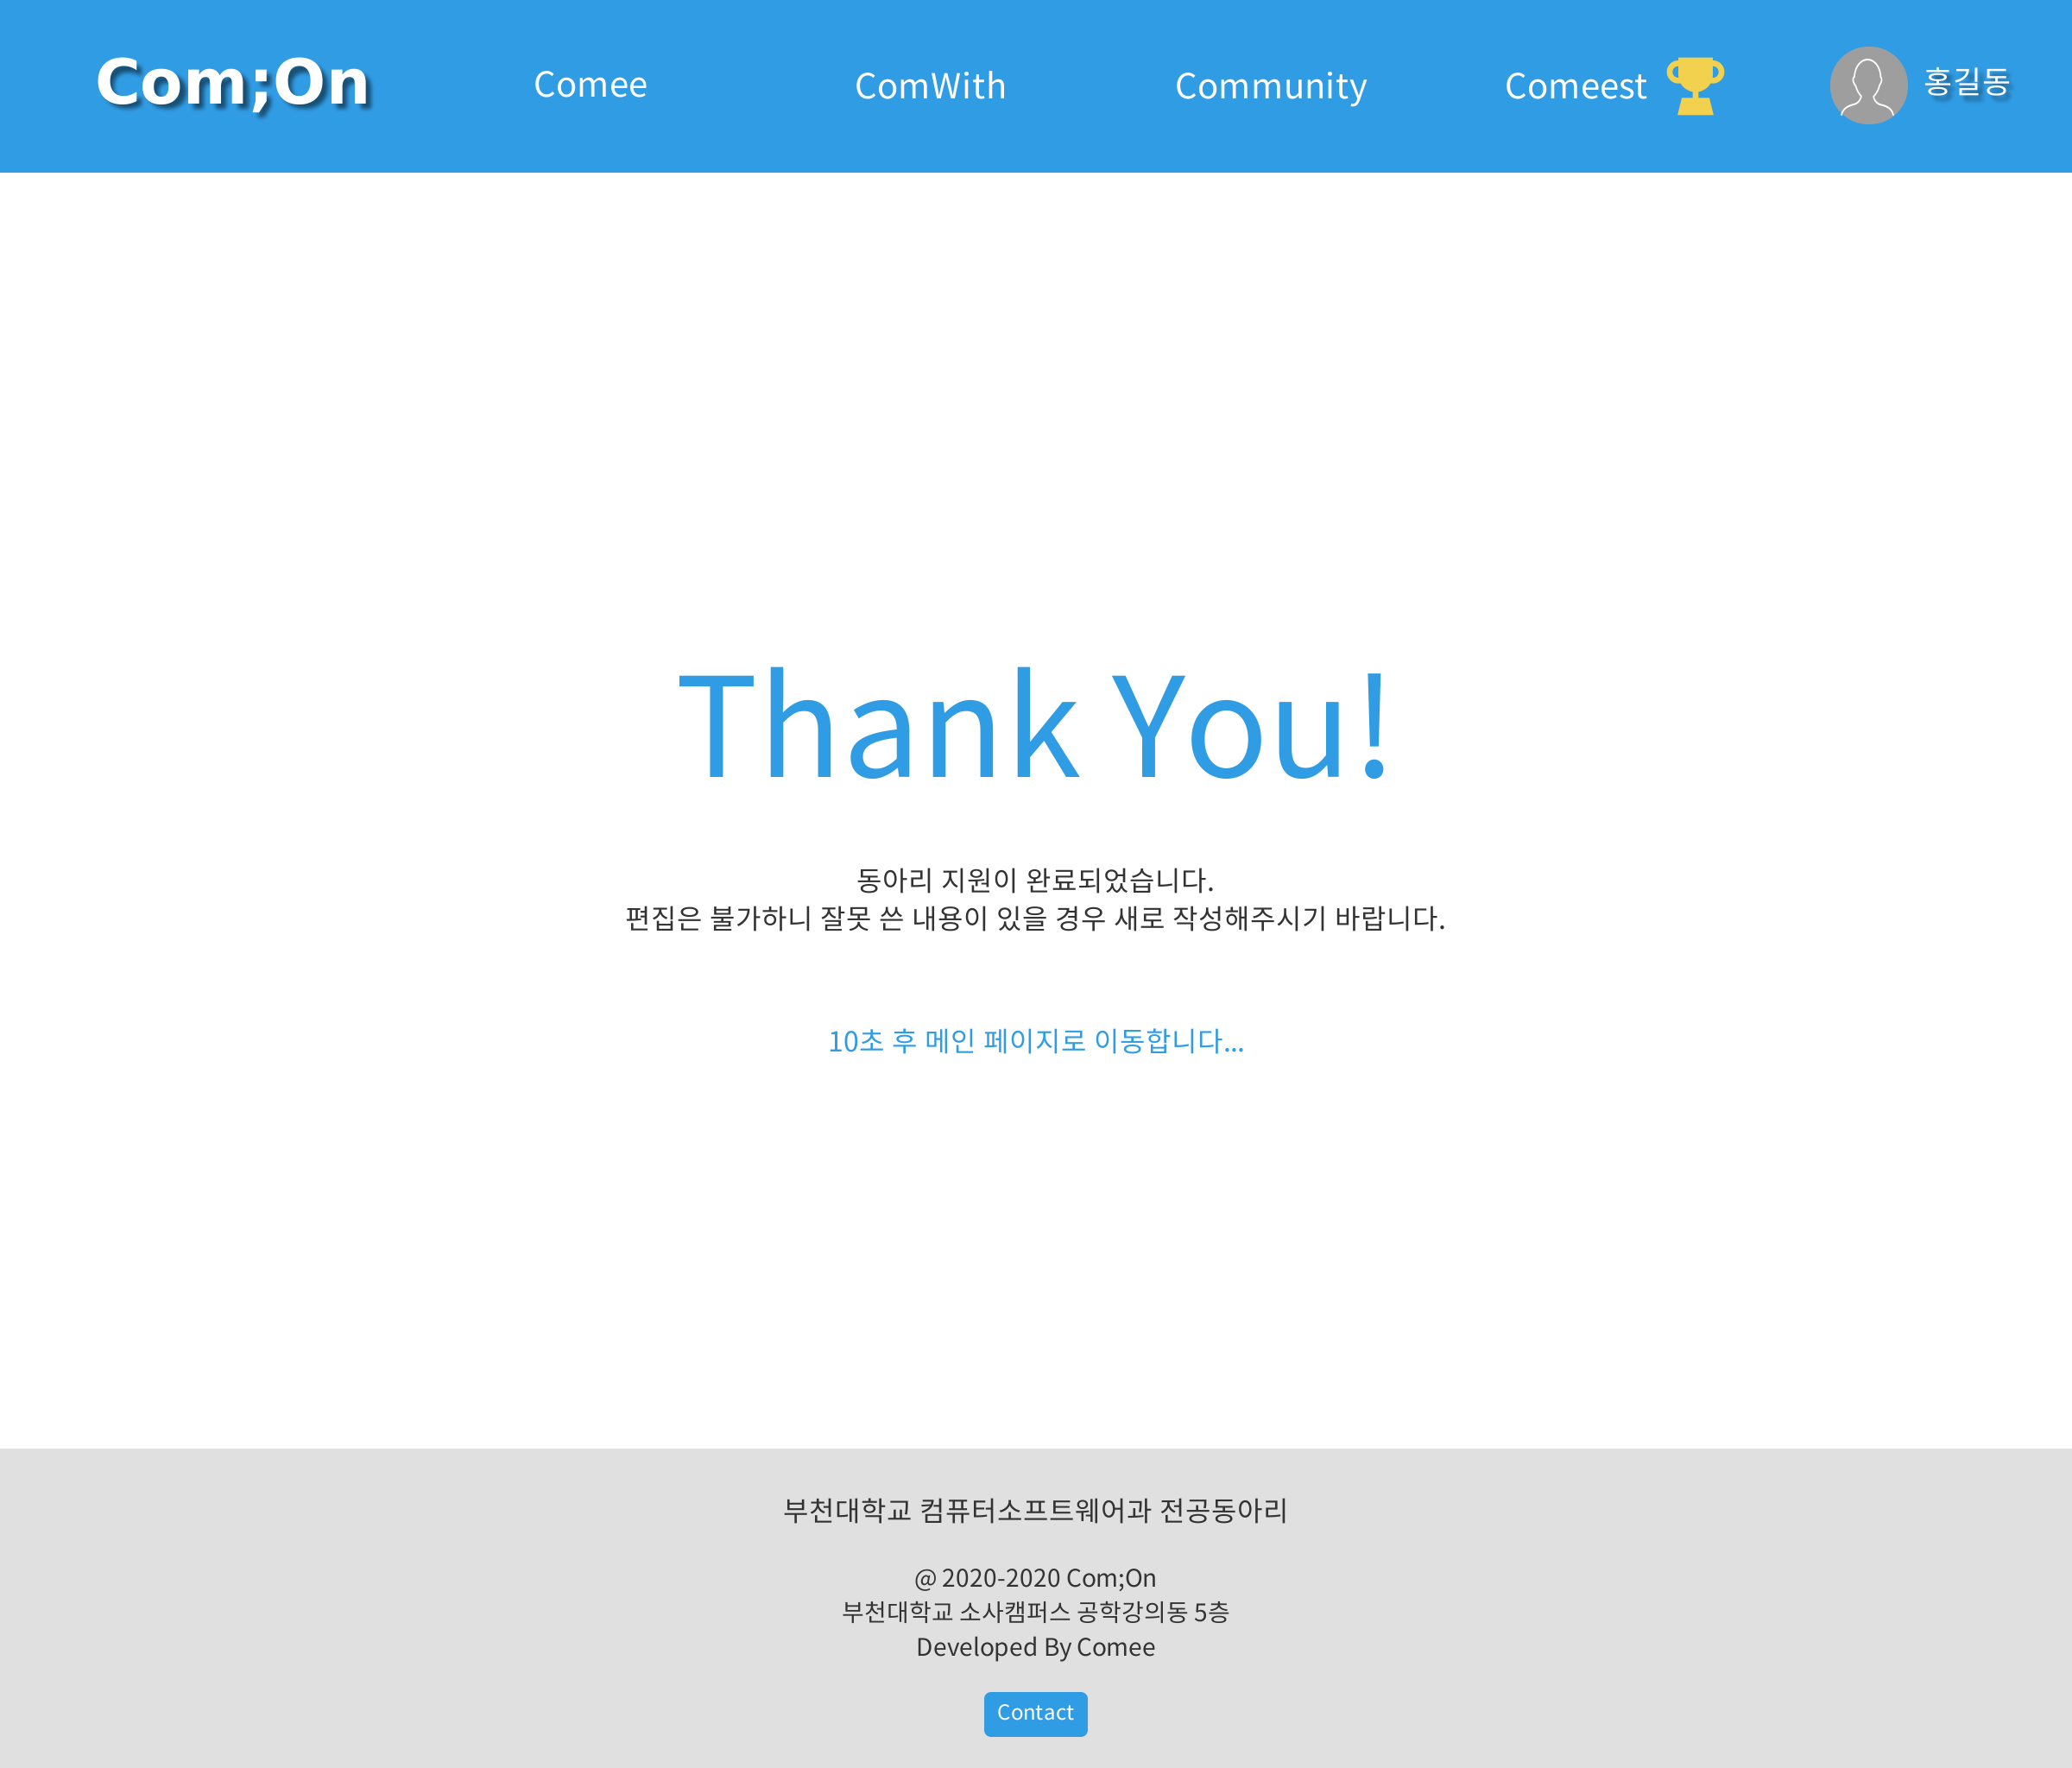 Com;On
Comee
ComWith
Community
Comeest
홍길동
Thank You!
동아리 지원이 완료되었습니다.
편집은 불가하니 잘못 쓴 내용이 있을 경우 새로 작성해주시기 바랍니다.
10초 후 메인 페이지로 이동합니다...
부천대학교 컴퓨터소프트웨어과 전공동아리
@ 2020-2020 Com;On
부천대학교 소사캠퍼스 공학강의동 5층
Developed By Comee
Contact